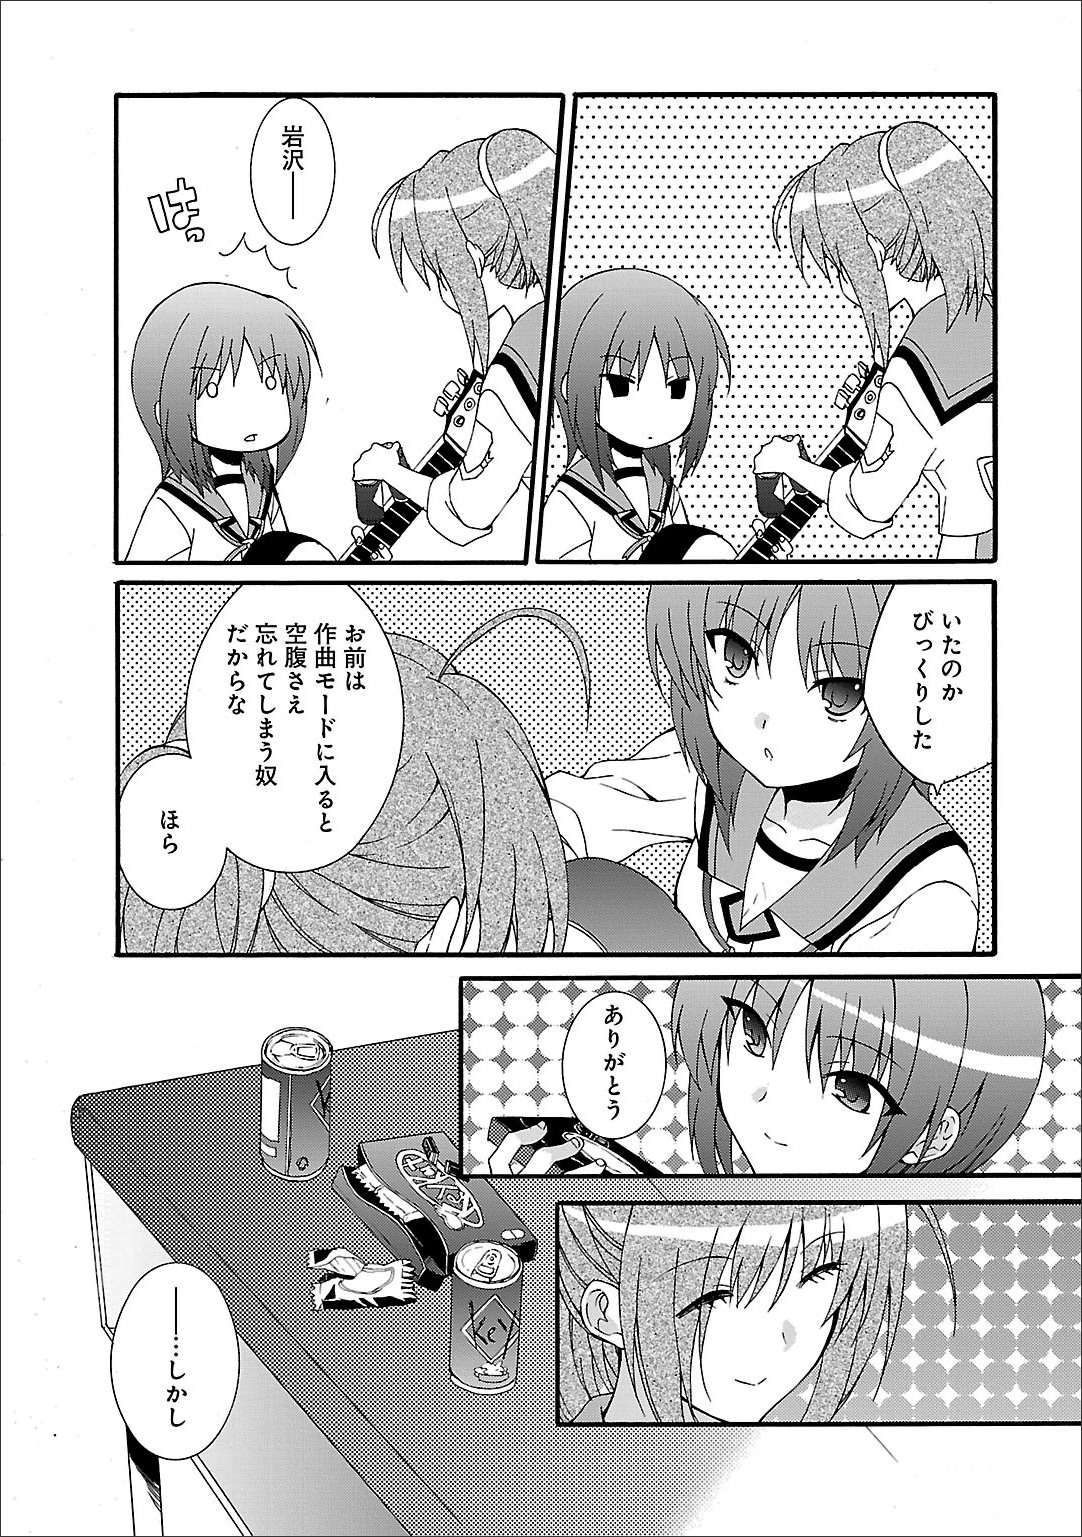 岩沢――
はっ
いたのか
びっくりした
お前は
作曲モードに入ると
空腹さえ
忘れてしまう奴
だからな
ほら
ありがとう
Key
――…しかし